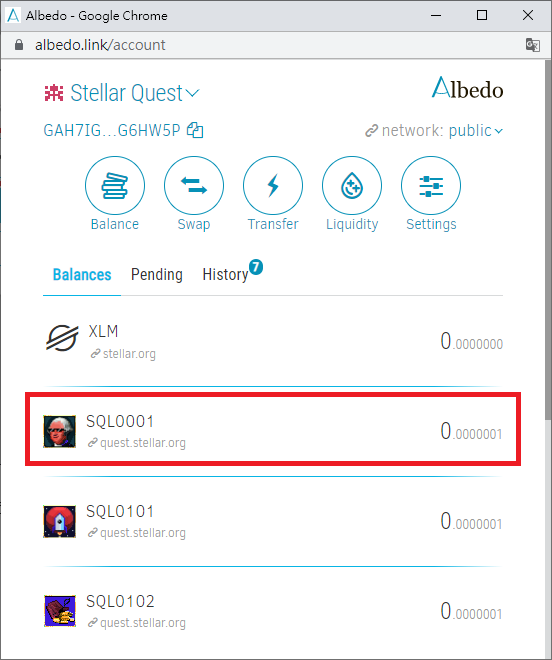 Albedo - Google Chrome
albedo.link/account
Stellar Quest
Albedo
GAH7IG...G6HW5P
network: public
Balance Swap Transfer Liquidity Settings
Balances Pending History 7
XLM
stellar.org
0.0000000
SQL0001
quest.stellar.org
0.0000001
SQL0101
quest.stellar.org
0.0000001
SQL0102
quest.stellar.org
0.0000001